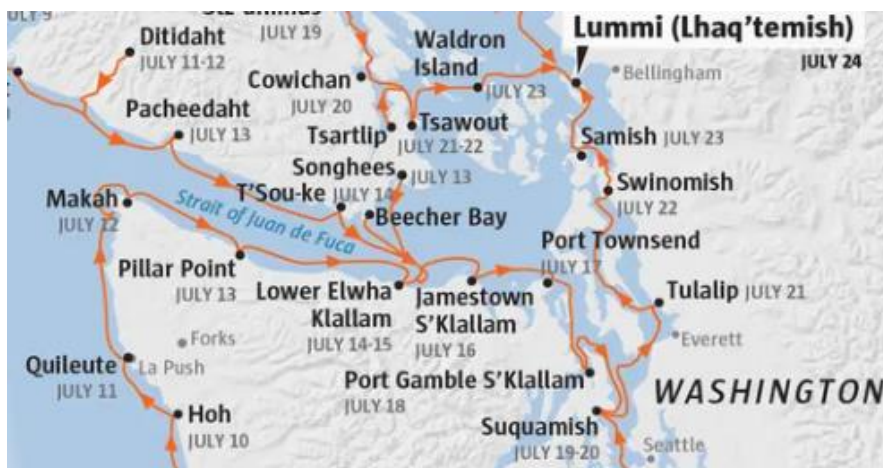 JULY 9
JULY 19
Ditidaht
JULY 11-12
Waldron
Island
Lummi (Lhaq'temish)
JULY 24
Bellingham
Cowichan
JULY 20
JULY 23
Pacheedaht
JULY 13
Tsartlip
Tsawout
JULY 21-22
Samish JULY 23
Songhees
JULY 13
Makah
JULY 12
T'Sou-ke
JULY 14
Swinomish
JULY 22
Strait of Juan de Fuca
Beecher Bay
Port Townsend
JULY 17
Pillar Point
JULY 13
Lower Elwha
Klallam
JULY 14-15
Jamestown
S'Klallam
JULY 16
Tulalip JULY 21
Forks
Everett
Quileute
La Push
JULY 11
Port Gamble S'Klallam
JULY 18
WASHINGTON
Hoh
JULY 10
Suquamish
JULY 19-20
Seattle